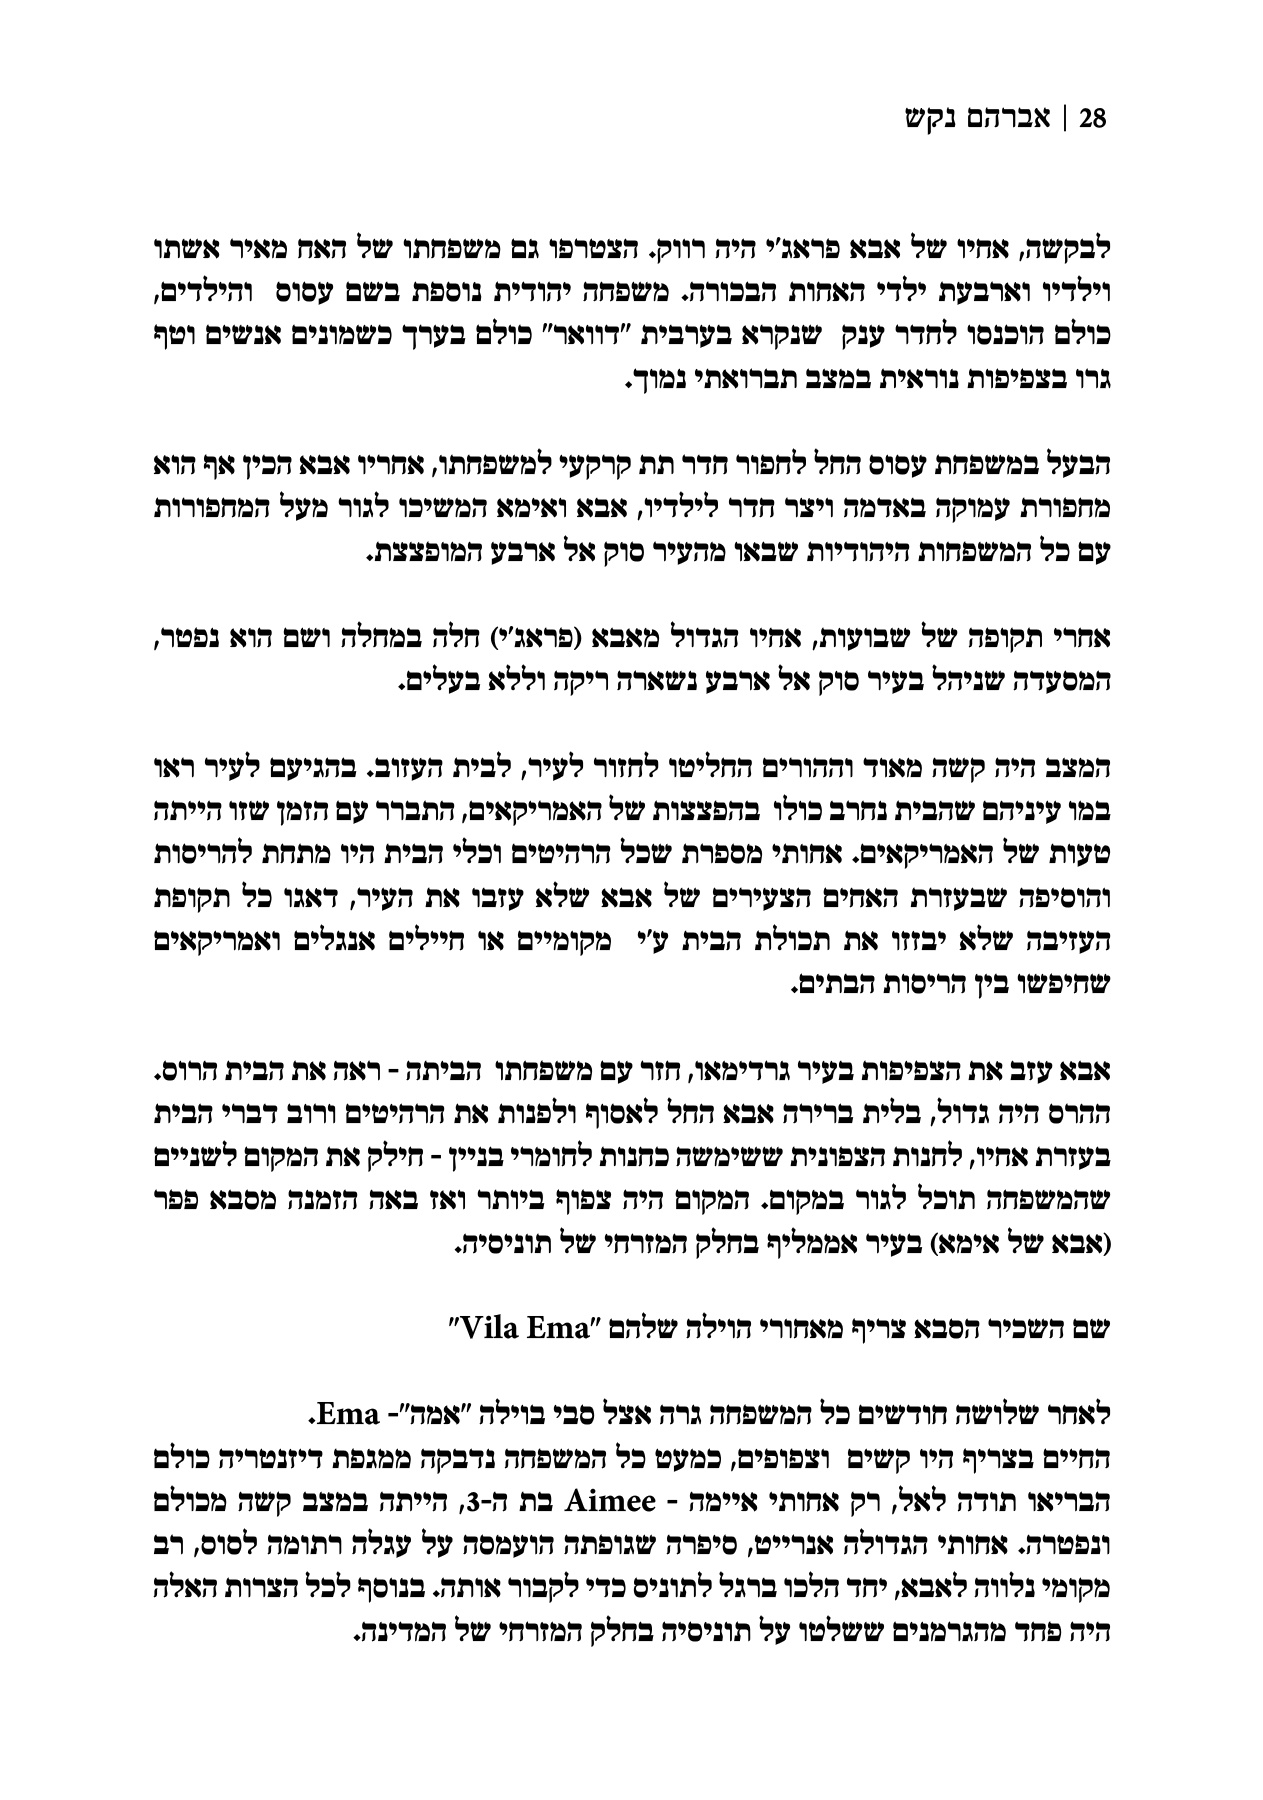 28 | אברהם נקש
לבקשה, אחיו של אבא פראג'י היה רווק. הצטרפו גם משפחתו של האח מאיר אשתו
וילדיו וארבעת ילדי האחות הבכורה. משפחה יהודית נוספת בשם עסוס והילדים,
כולם הוכנסו לחדר ענק שנקרא בערבית "דוואר" כולם בערך כשמונים אנשים וטף
גרו בצפיפות נוראית במצב תברואתי נמוך.
הבעל במשפחת עסוס החל לחפור חדר תת קרקעי למשפחתו, אחריו אבא הכין אף הוא
מחפורת עמוקה באדמה ויצר חדר לילדיו, אבא ואימא המשיכו לגור מעל המחפורות
עם כל המשפחות היהודיות שבאו מהעיר סוק אל ארבע המופצצת.
אחרי תקופה של שבועות, אחיו הגדול מאבא (פראג'י) חלה במחלה ושם הוא נפטר,
המסעדה שניהל בעיר סוק אל ארבע נשארה ריקה וללא בעלים.
המצב היה קשה מאוד וההורים החליטו לחזור לעיר, לבית העזוב. בהגיעם לעיר ראו
במו עיניהם שהבית נחרב כולו בהפצצות של האמריקאים, התברר עם הזמן שזו הייתה
טעות של האמריקאים. אחותי מספרת שכל הרהיטים וכלי הבית היו מתחת להריסות
והוסיפה שבעזרת האחים הצעירים של אבא שלא עזבו את העיר, דאגו כל תקופת
העזיבה שלא יבזזו את תכולת הבית ע'י מקומיים או חיילים אנגלים ואמריקאים
שחיפשו בין הריסות הבתים.
אבא עזב את הצפיפות בעיר גרדימאו, חזר עם משפחתו הביתה - ראה את הבית הרוס.
ההרס היה גדול, בלית ברירה אבא החל לאסוף ולפנות את הרהיטים ורוב דברי הבית
בעזרת אחיו, לחנות הצפונית ששימשה כחנות לחומרי בניין - חילק את המקום לשניים
שהמשפחה תוכל לגור במקום. המקום היה צפוף ביותר ואז באה הזמנה מסבא פפר
(אבא של אימא) בעיר אממליף בחלק המזרחי של תוניסיה.
שם השכיר הסבא צריף מאחורי הוילה שלהם "Vila Ema"
לאחר שלושה חודשים כל המשפחה גרה אצל סבי בוילה "אמה"- Ema.
החיים בצריף היו קשים וצפופים, כמעט כל המשפחה נדבקה ממגפת דיזנטריה כולם
הבריאו תודה לאל, רק אחותי איימה - Aimee בת ה-3, הייתה במצב קשה מכולם
ונפטרה. אחותי הגדולה אנרייט, סיפרה שגופתה הועמסה על עגלה רתומה לסוס, רב
מקומי נלווה לאבא, יחד הלכו ברגל לתוניס כדי לקבור אותה. בנוסף לכל הצרות האלה
היה פחד מהגרמנים ששלטו על תוניסיה בחלק המזרחי של המדינה.